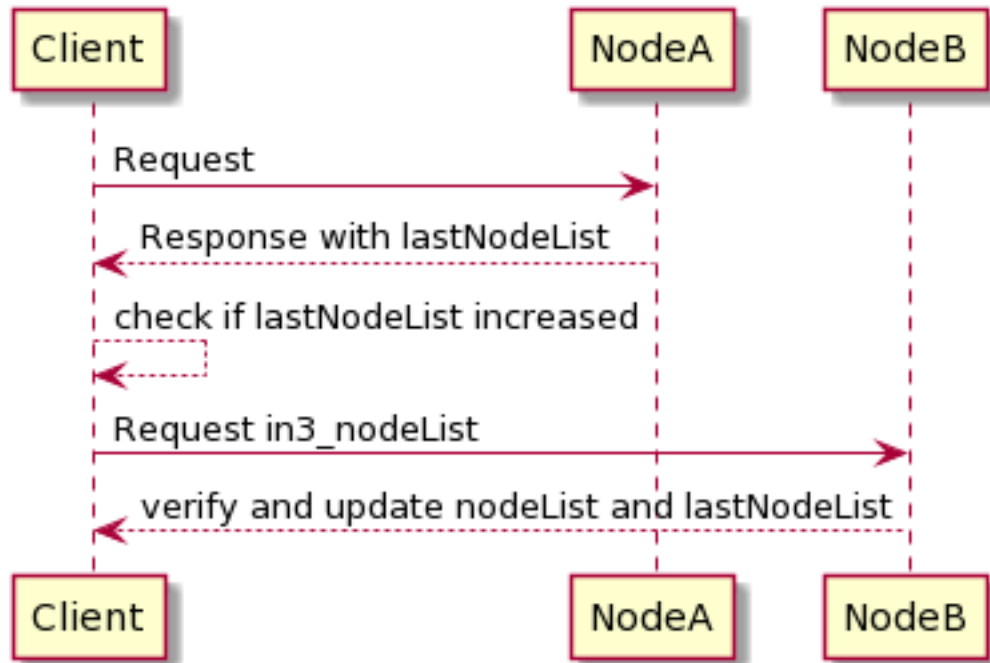 Client NodeA NodeB
Request
Response with lastNodeList
check if lastNodeList increased
Request in3_nodeList
verify and update nodeList and lastNodeList
Client NodeA NodeB